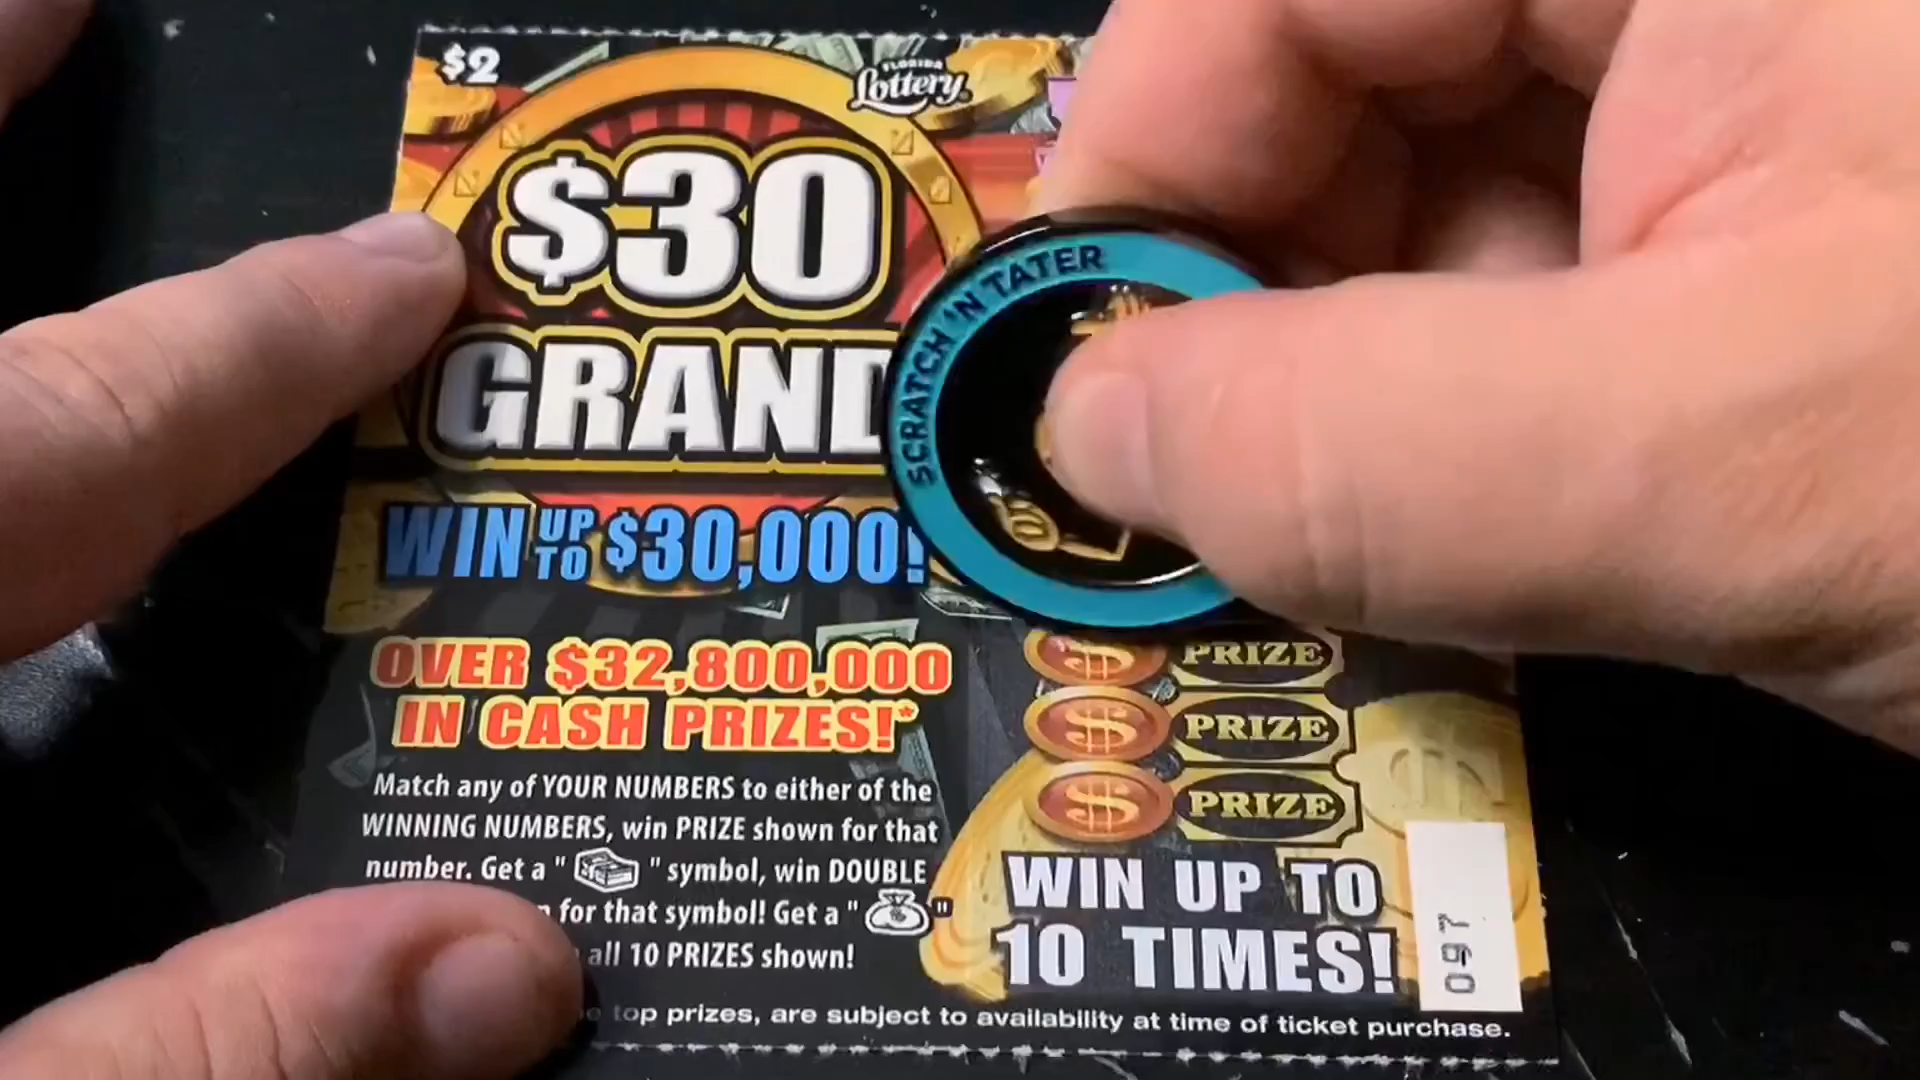 $2
FLORIDA
Lottery
$30
GRAND
WIN UP TO $30,000!
SCRATCH 'N TATER
OVER $32,800,000
IN CASH PRIZES!*
Match any of YOUR NUMBERS to either of the
WINNING NUMBERS, win PRIZE shown for that
number. Get a " " symbol, win DOUBLE
for that symbol! Get a " "
all 10 PRIZES shown!
PRIZE
PRIZE
PRIZE
WIN UP TO
10 TIMES!
097
top prizes, are subject to availability at time of ticket purchase.